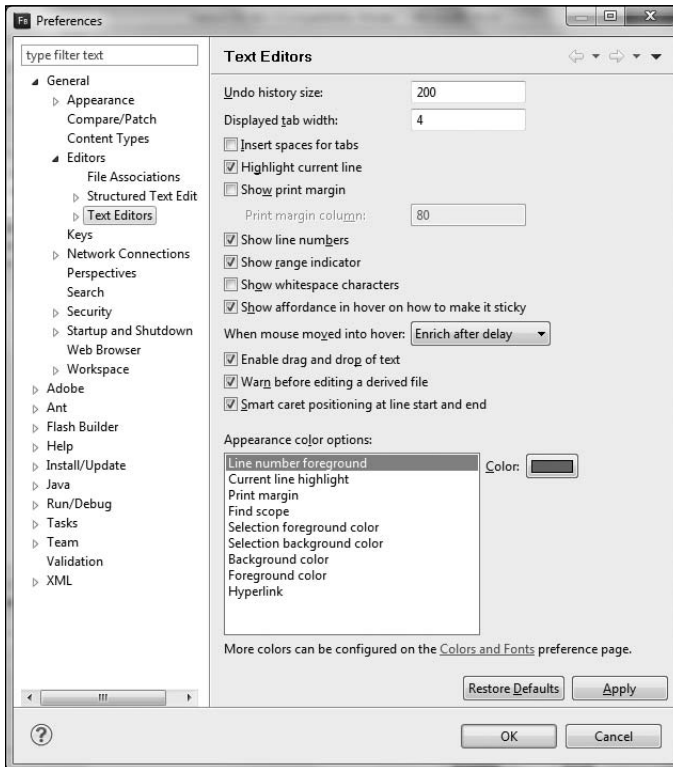 Fb Preferences
type filter text
General
Appearance
Compare/Patch
Content Types
Editors
File Associations
Structured Text Edit
Text Editors
Keys
Network Connections
Perspectives
Search
Security
Startup and Shutdown
Web Browser
Workspace
Adobe
Ant
Flash Builder
Help
Install/Update
Java
Run/Debug
Tasks
Team
Validation
XML
Text Editors
Undo history size: 200
Displayed tab width: 4
Insert spaces for tabs
Highlight current line
Show print margin
Print margin column: 80
Show line numbers
Show range indicator
Show whitespace characters
Show affordance in hover on how to make it sticky
When mouse moved into hover: Enrich after delay
Enable drag and drop of text
Warn before editing a derived file
Smart caret positioning at line start and end
Appearance color options:
Line number foreground
Current line highlight
Print margin
Find scope
Selection foreground color
Selection background color
Background color
Foreground color
Hyperlink
Color:
More colors can be configured on the Colors and Fonts preference page.
Restore Defaults Apply
? OK Cancel